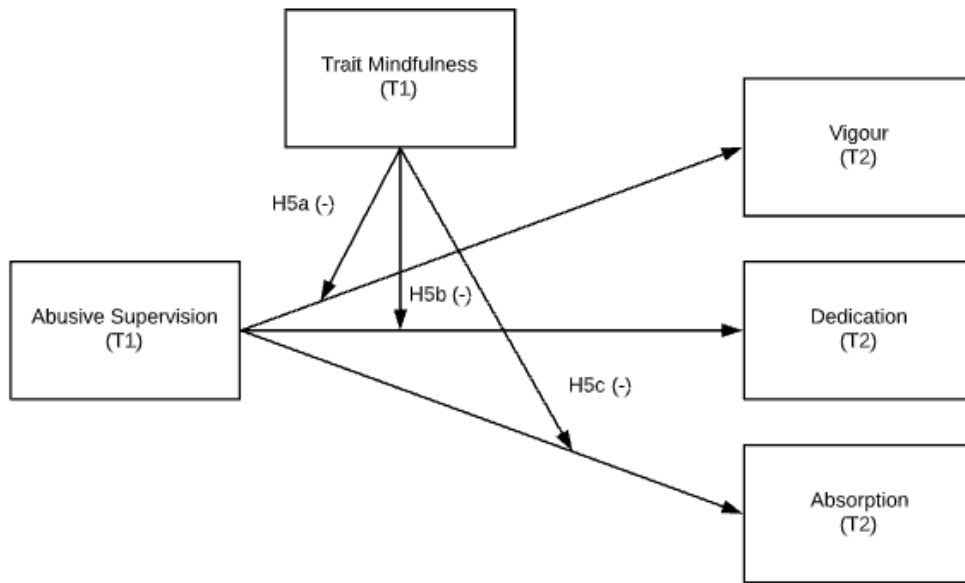 Trait Mindfulness
(T1)
Vigour
(T2)
H5a (-)
Abusive Supervision
(T1)
H5b (-)
Dedication
(T2)
H5c (-)
Absorption
(T2)